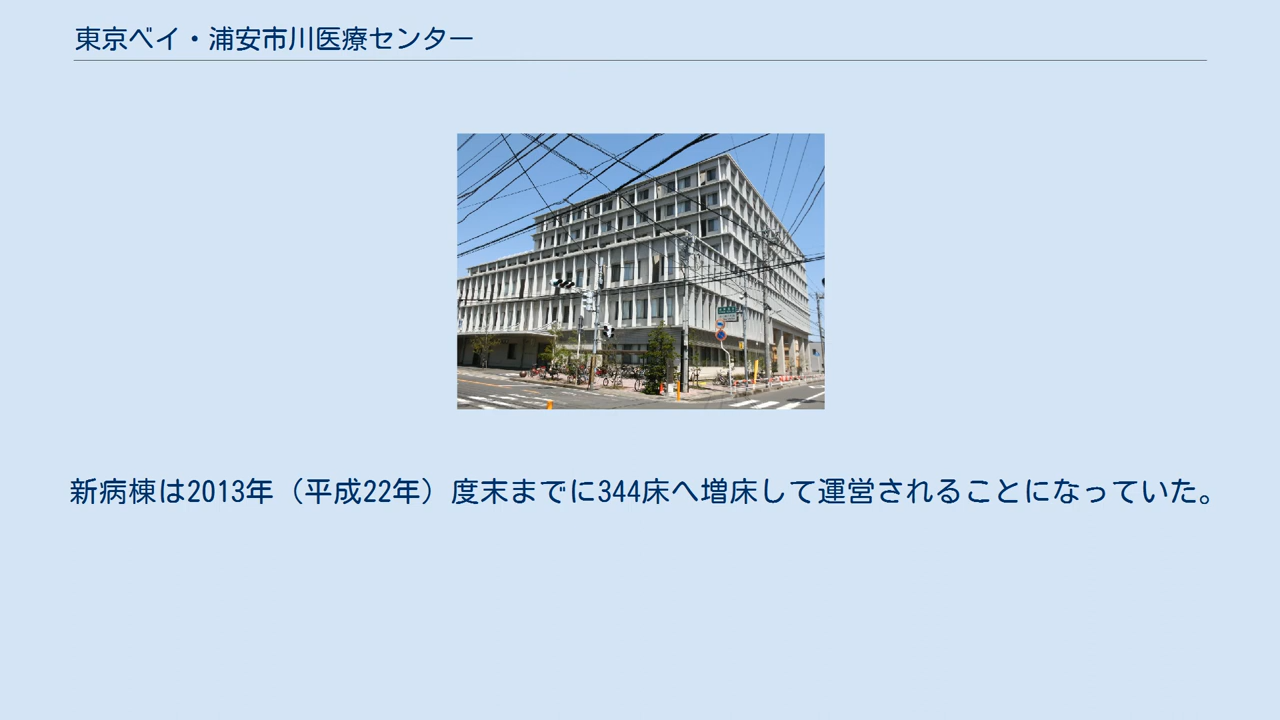 東京ベイ・浦安市川医療センター
新病棟は2013年（平成22年）度末までに344床へ増床して運営されることになっていた。